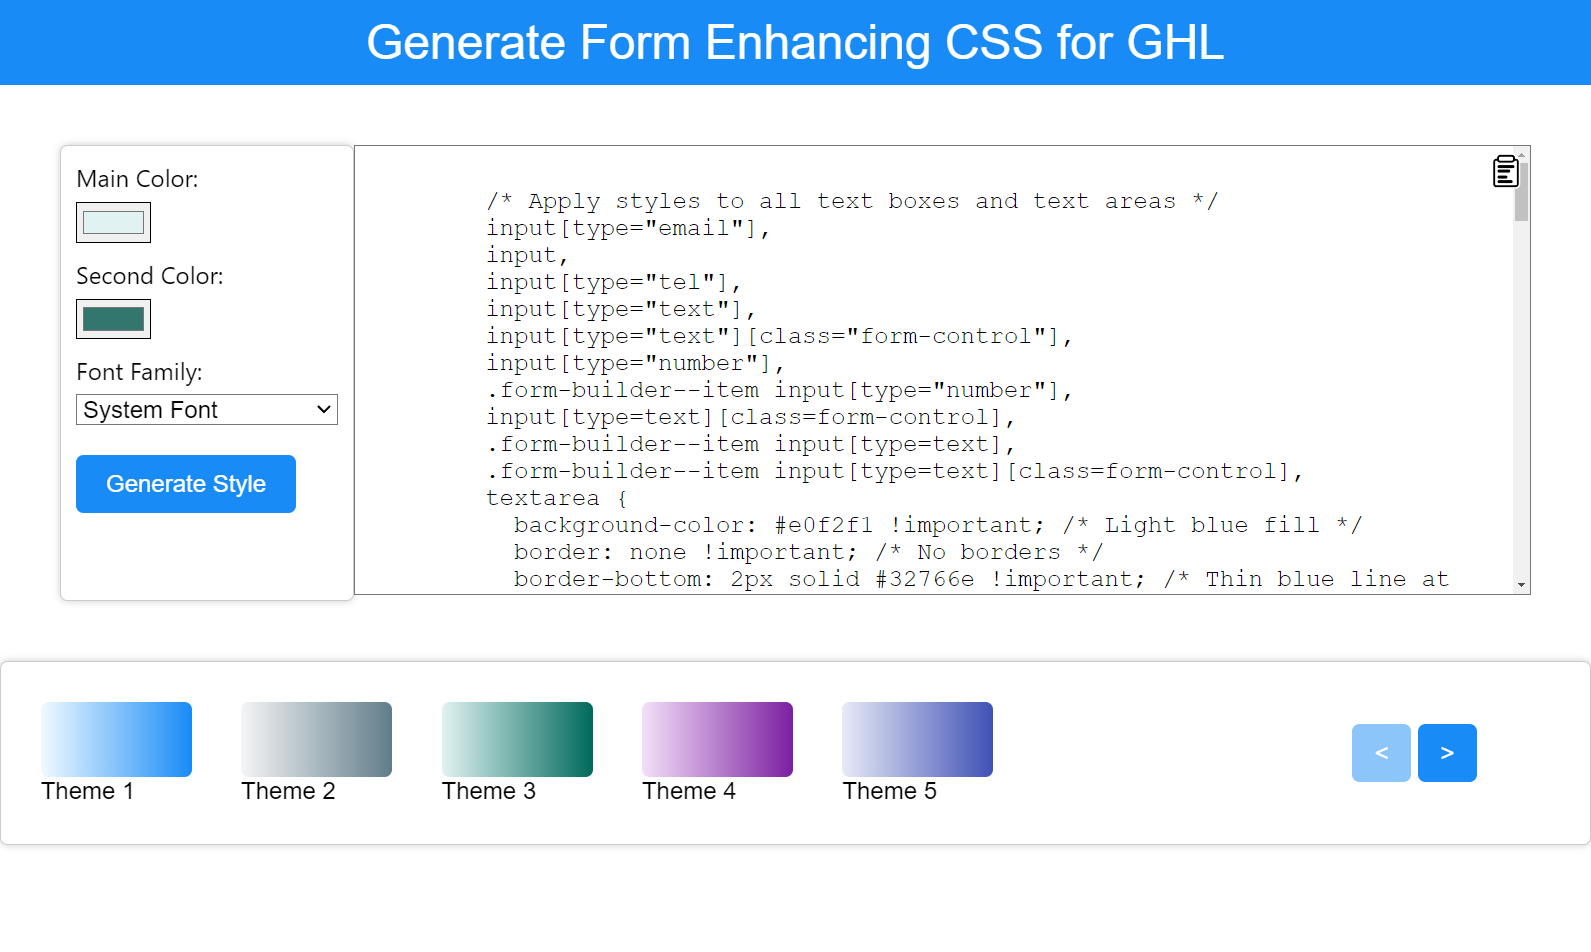 Generate Form Enhancing CSS for GHL
Main Color:
Second Color:
Font Family:
System Font
Generate Style
/* Apply styles to all text boxes and text areas */
input[type="email"],
input,
input[type="tel"],
input[type="text"],
input[type="text"][class="form-control"],
input[type="number"],
.form-builder--item input[type="number"],
input[type=text][class=form-control],
.form-builder--item input[type=text],
.form-builder--item input[type=text][class=form-control],
textarea {
  background-color: #e0f2f1 !important; /* Light blue fill */
  border: none !important; /* No borders */
  border-bottom: 2px solid #32766e !important; /* Thin blue line at
Theme 1
Theme 2
Theme 3
Theme 4
Theme 5
<
>